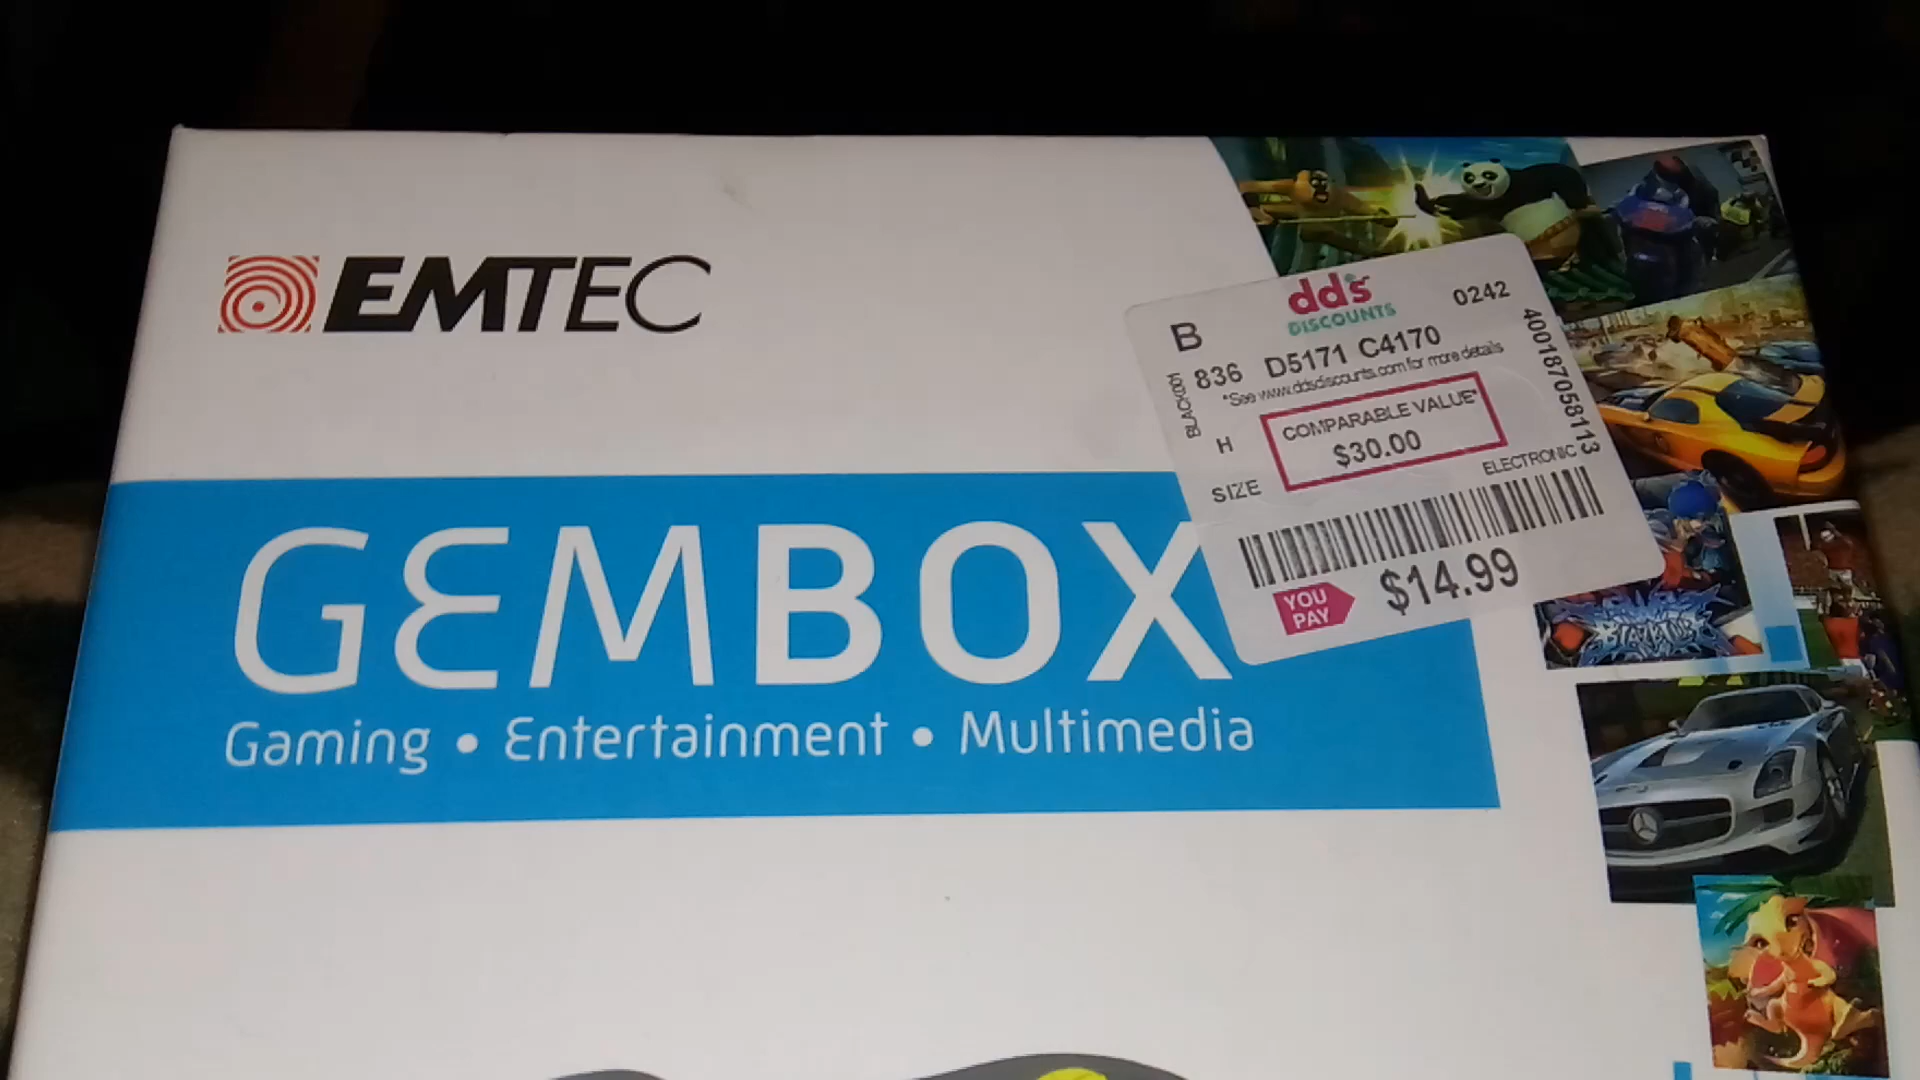 EMTEC
GEMBOX
Gaming • Entertainment • Multimedia
dd's
DISCOUNTS
0242
B
836 D5171 C4170
*See www.ddsdiscounts.com for more details
BLACK001
400187058113
COMPARABLE VALUE*
$30.00
H
ELECTRONIC
SIZE
YOU
PAY
$14.99